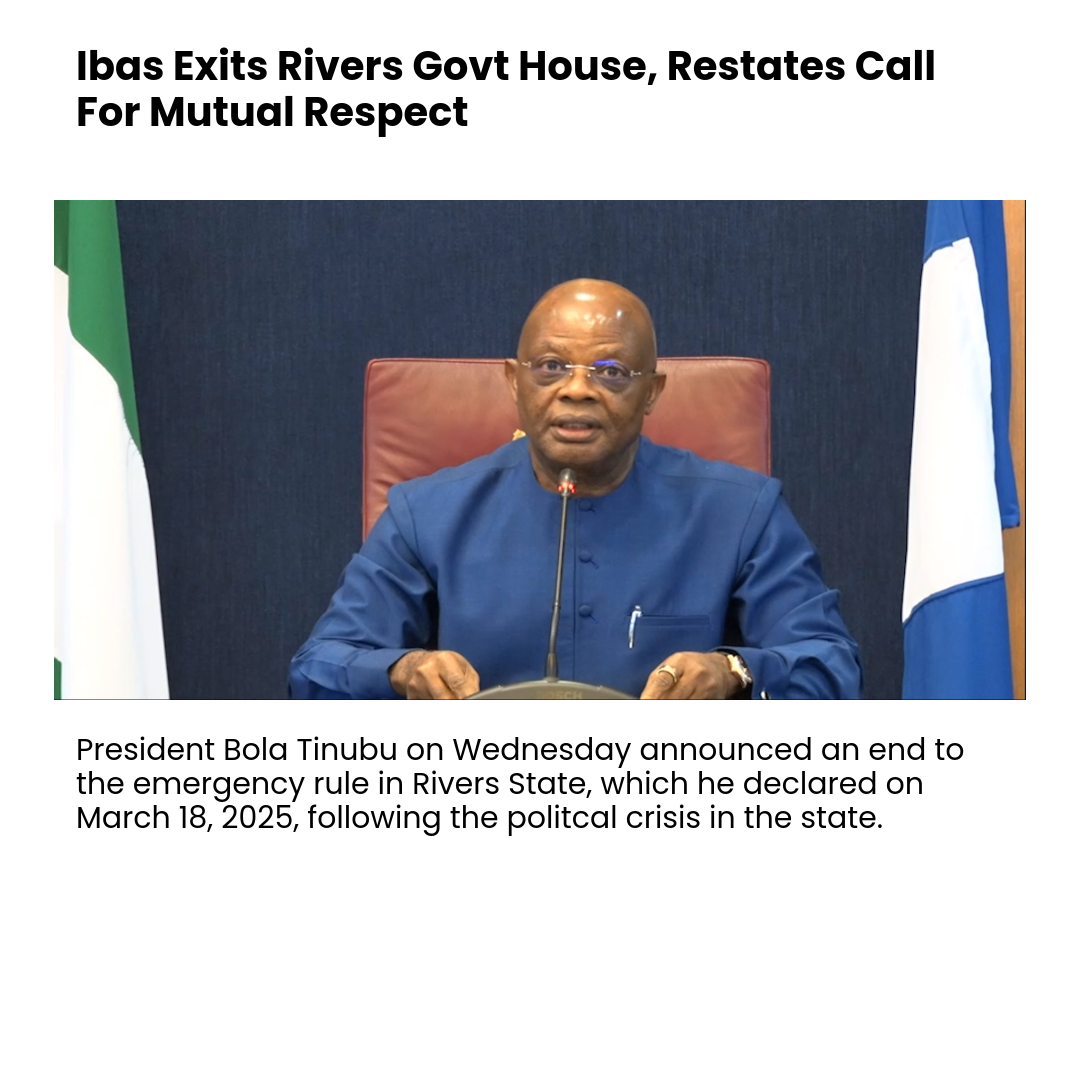 Ibas Exits Rivers Govt House, Restates Call
For Mutual Respect
BOSCH
President Bola Tinubu on Wednesday announced an end to
the emergency rule in Rivers State, which he declared on
March 18, 2025, following the politcal crisis in the state.